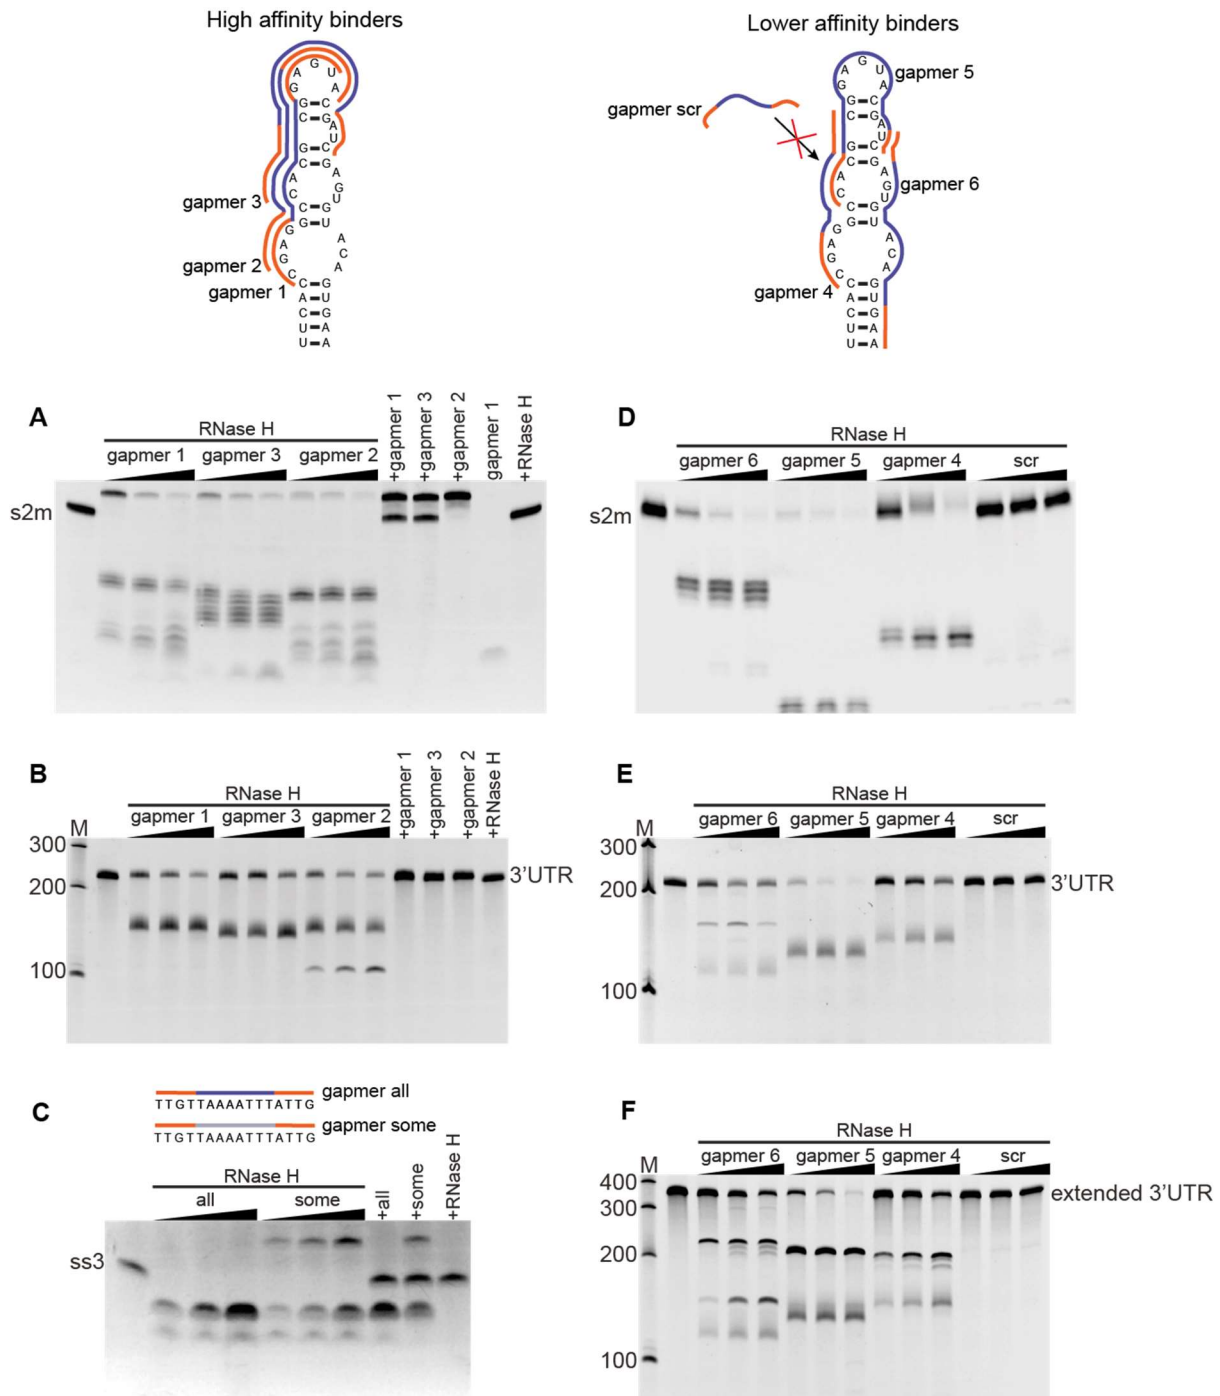 High affinity binders
Lower affinity binders
gapmer 3
gapmer 2
gapmer 1
gapmer scr
gapmer 5
gapmer 6
gapmer 4
A
RNase H
gapmer 1 gapmer 3 gapmer 2
+gapmer 1
+gapmer 3
+gapmer 2
gapmer 1
+RNase H
s2m
D
RNase H
gapmer 6 gapmer 5 gapmer 4 scr
s2m
B
RNase H
M gapmer 1 gapmer 3 gapmer 2
+gapmer 1
+gapmer 3
+gapmer 2
+RNase H
300
200
100
3'UTR
E
RNase H
M gapmer 6 gapmer 5 gapmer 4 scr
300
200
100
3'UTR
C
gapmer all
TTGTTAAAATTTATTG
gapmer some
TTGTTAAAATTTATTG
RNase H
all some
+all
+some
+RNase H
ss3
F
RNase H
M gapmer 6 gapmer 5 gapmer 4 scr
400
300
200
100
extended 3'UTR